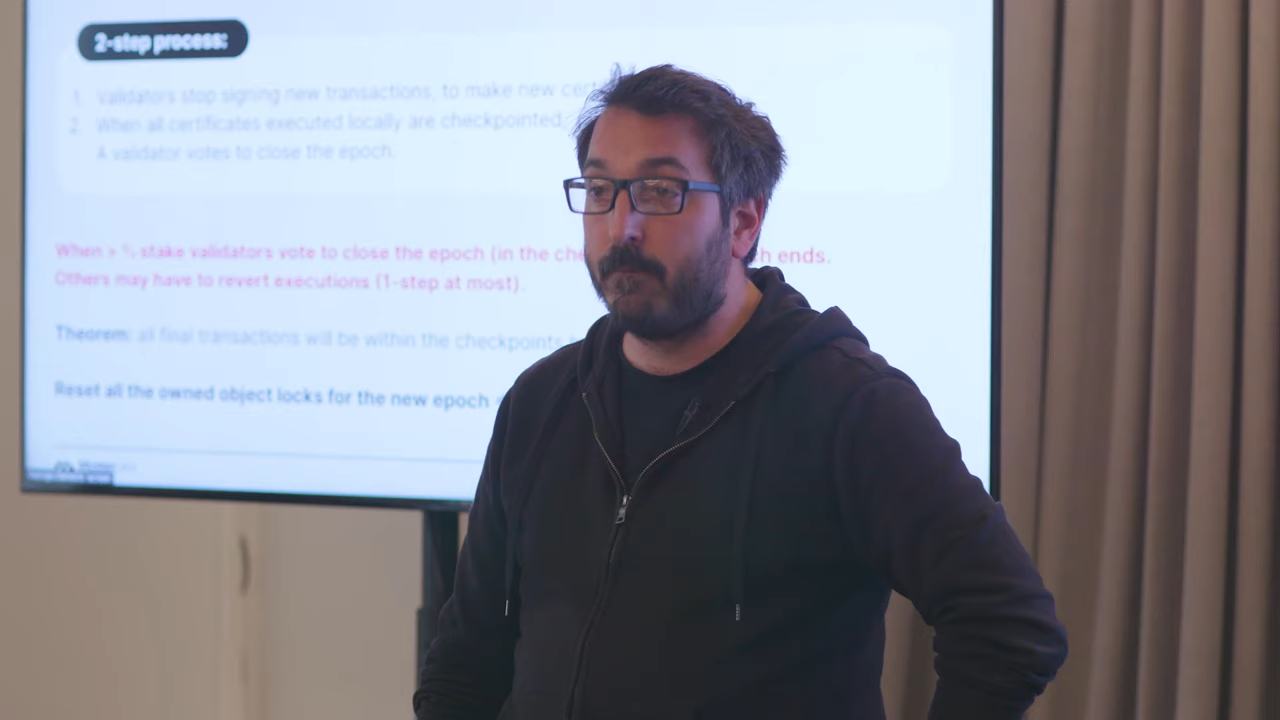 2-step process:
1. Validators stop signing new transactions, to make new cert
2. When all certificates executed locally are checkpointed,
A validator votes to close the epoch.
When > ⅔ stake validators vote to close the epoch (in the che h ends.
Others may have to revert executions (1-step at most).
Theorem: all final transactions will be within the checkpoints
Reset all the owned object locks for the new epoch